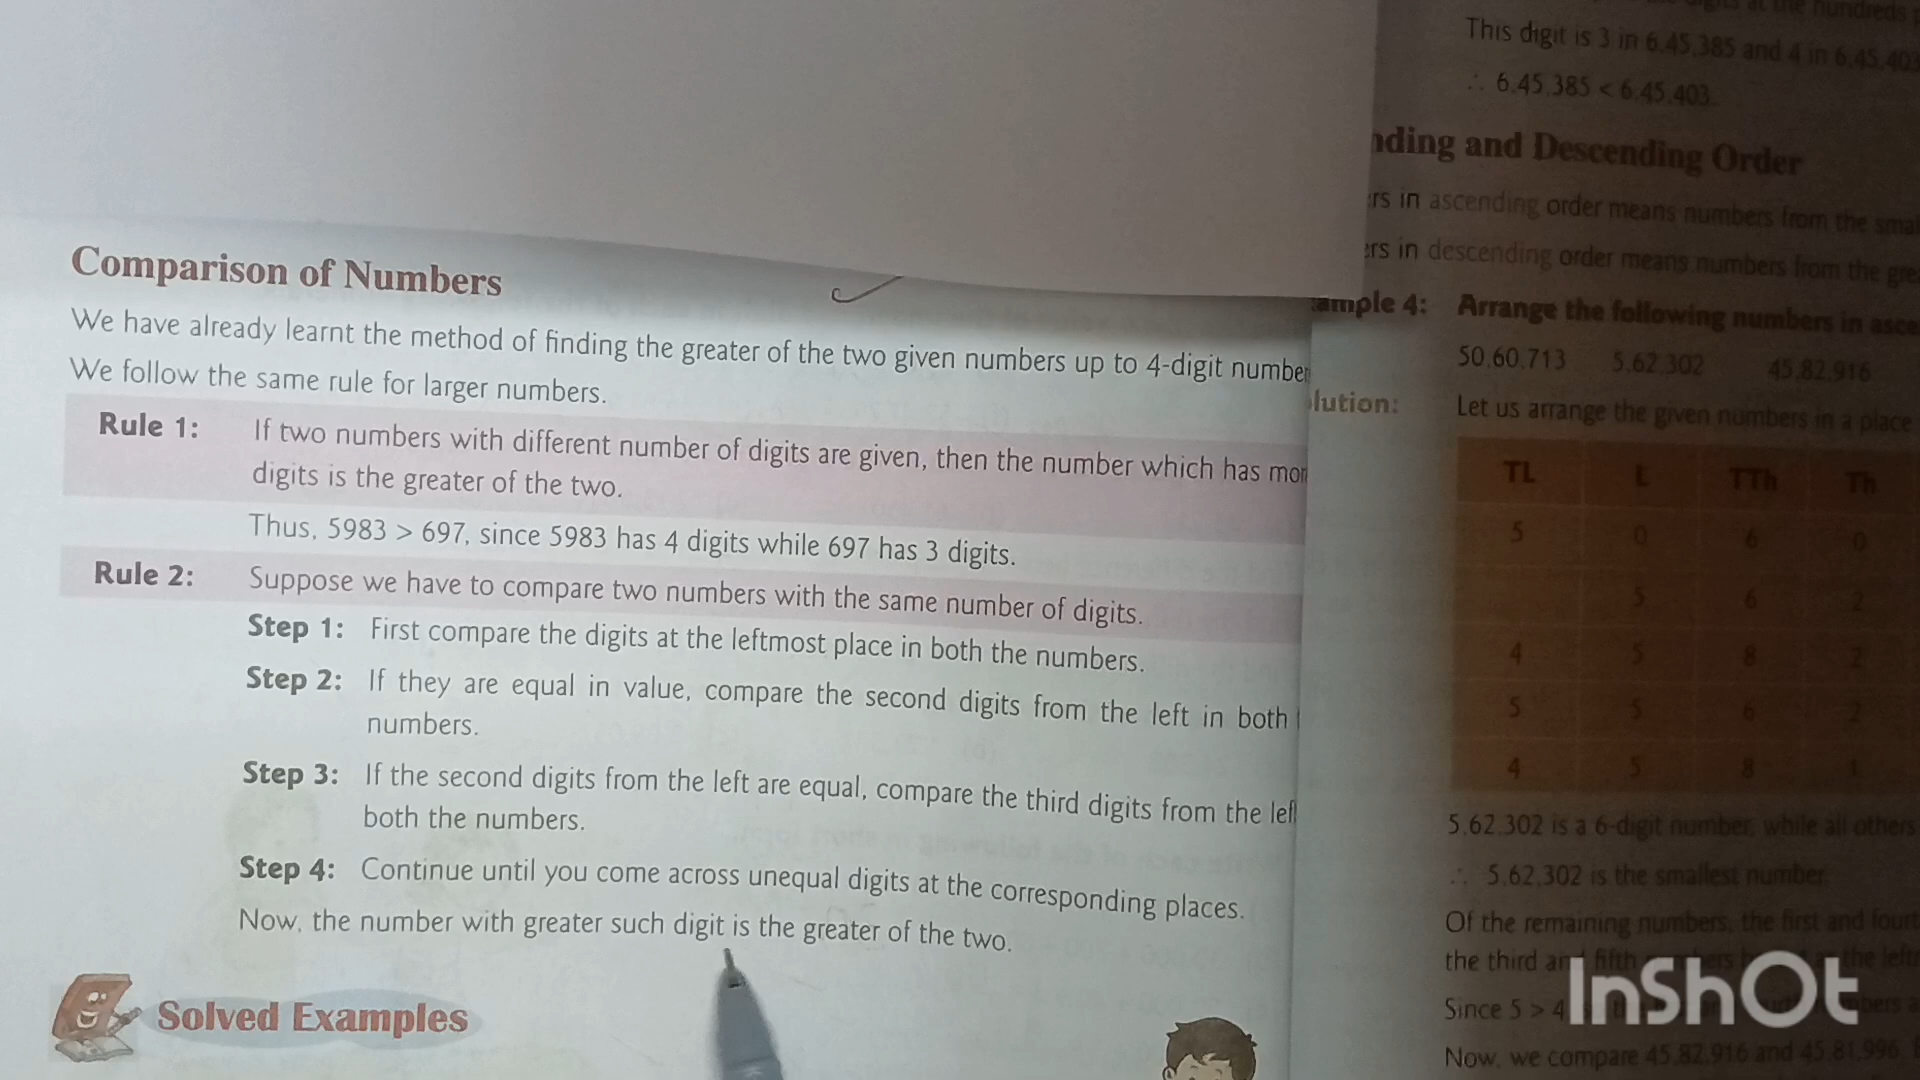 Comparison of Numbers
We have already learnt the method of finding the greater of the two given numbers up to 4-digit number
We follow the same rule for larger numbers.
Rule 1: If two numbers with different number of digits are given, then the number which has mor
digits is the greater of the two.
Thus, 5983 > 697, since 5983 has 4 digits while 697 has 3 digits.
Rule 2: Suppose we have to compare two numbers with the same number of digits.
Step 1: First compare the digits at the leftmost place in both the numbers.
Step 2: If they are equal in value, compare the second digits from the left in both
numbers.
Step 3: If the second digits from the left are equal, compare the third digits from the lef
both the numbers.
Step 4: Continue until you come across unequal digits at the corresponding places.
Now, the number with greater such digit is the greater of the two.
Solved Examples
at the hundreds
This digit is 3 in 6,45,385 and 4 in 6,45,403
∴ 6,45,385 < 6,45,403.
nding and Descending Order
rs in ascending order means numbers from the smal
ers in descending order means numbers from the gre
ample 4: Arrange the following numbers in asce
50,60,713 5,62,302 45,82,916
lution: Let us arrange the given numbers in a place
TL L TTh Th
5 0 6 0
5 6 2
4 5 8 2
5 5 6 2
4 5 8 1
5,62,302 is a 6-digit number, while all others
∴ 5,62,302 is the smallest number.
Of the remaining numbers, the first and fourt
the third an fifth the left
Since 5 > 4
Now, we compare 45,82,916 and 45,81,996.
InShOt